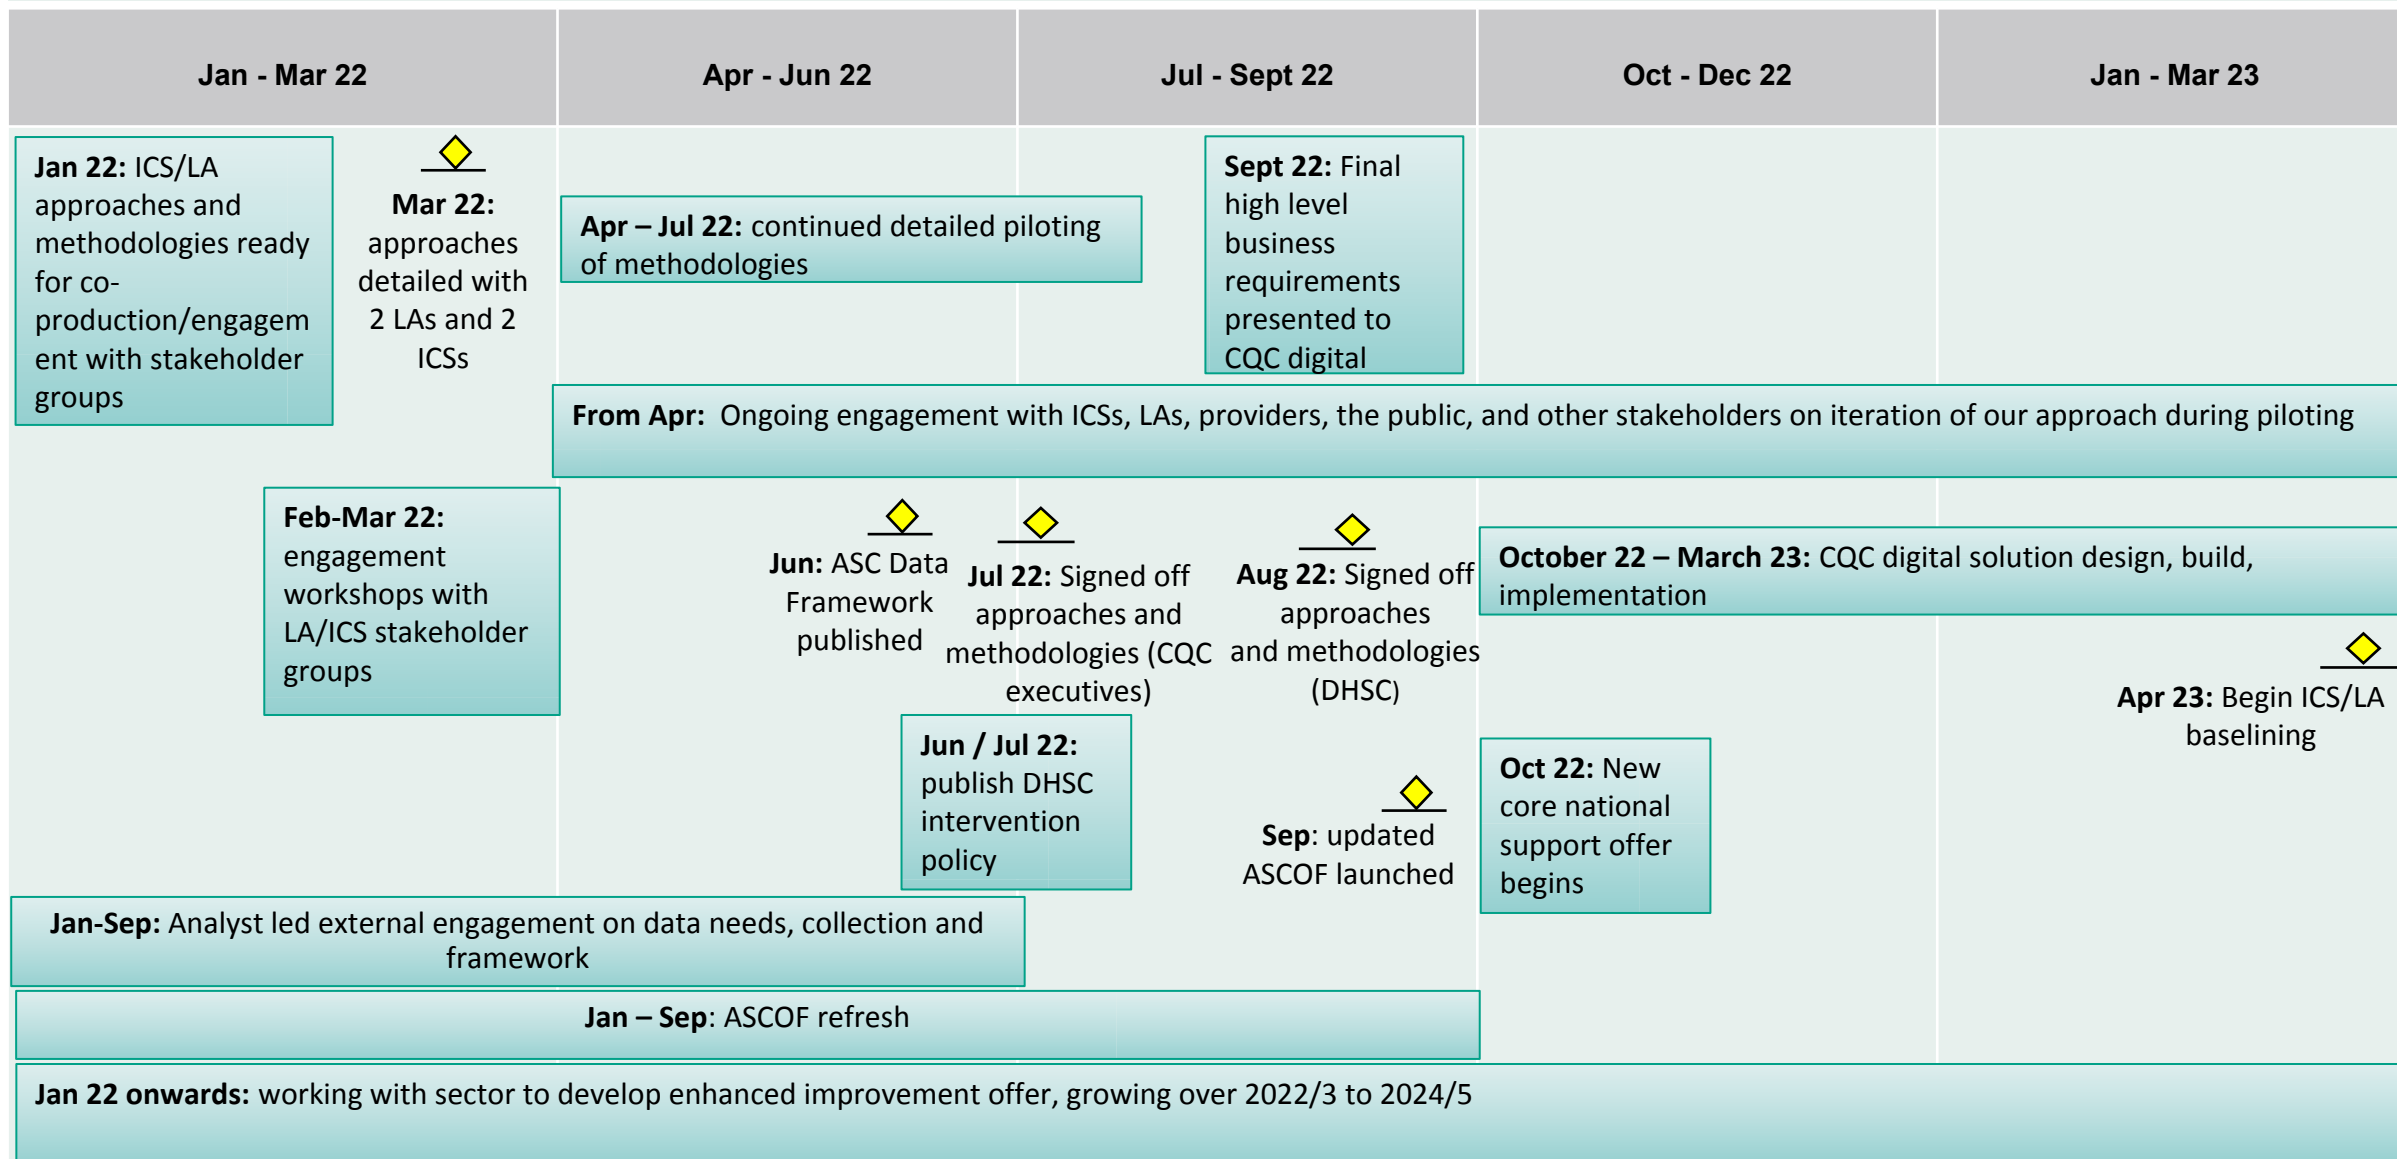 Jan - Mar 22
Apr - Jun 22
Jul - Sept 22
Oct - Dec 22
Jan - Mar 23
Jan 22: ICS/LA
approaches and
methodologies ready
for co-
production/engagem
ent with stakeholder
groups
Mar 22:
approaches
detailed with
2 LAs and 2
ICSs
Apr – Jul 22: continued detailed piloting
of methodologies
Sept 22: Final
high level
business
requirements
presented to
CQC digital
From Apr: Ongoing engagement with ICSs, LAs, providers, the public, and other stakeholders on iteration of our approach during piloting
Feb-Mar 22:
engagement
workshops with
LA/ICS stakeholder
groups
Jun: ASC Data
Framework
published
Jul 22: Signed off
approaches and
methodologies (CQC
executives)
Aug 22: Signed off
approaches
and methodologies
(DHSC)
October 22 – March 23: CQC digital solution design, build,
implementation
Apr 23: Begin ICS/LA
baselining
Jun / Jul 22:
publish DHSC
intervention
policy
Sep: updated
ASCOF launched
Oct 22: New
core national
support offer
begins
Jan-Sep: Analyst led external engagement on data needs, collection and
framework
Jan – Sep: ASCOF refresh
Jan 22 onwards: working with sector to develop enhanced improvement offer, growing over 2022/3 to 2024/5